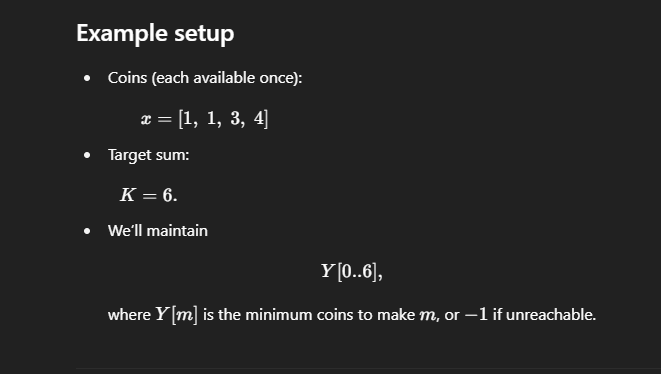 Example setup
• Coins (each available once):
x = [1, 1, 3, 4]
• Target sum:
K = 6.
• We'll maintain
Y[0..6],
where Y[m] is the minimum coins to make m, or −1 if unreachable.